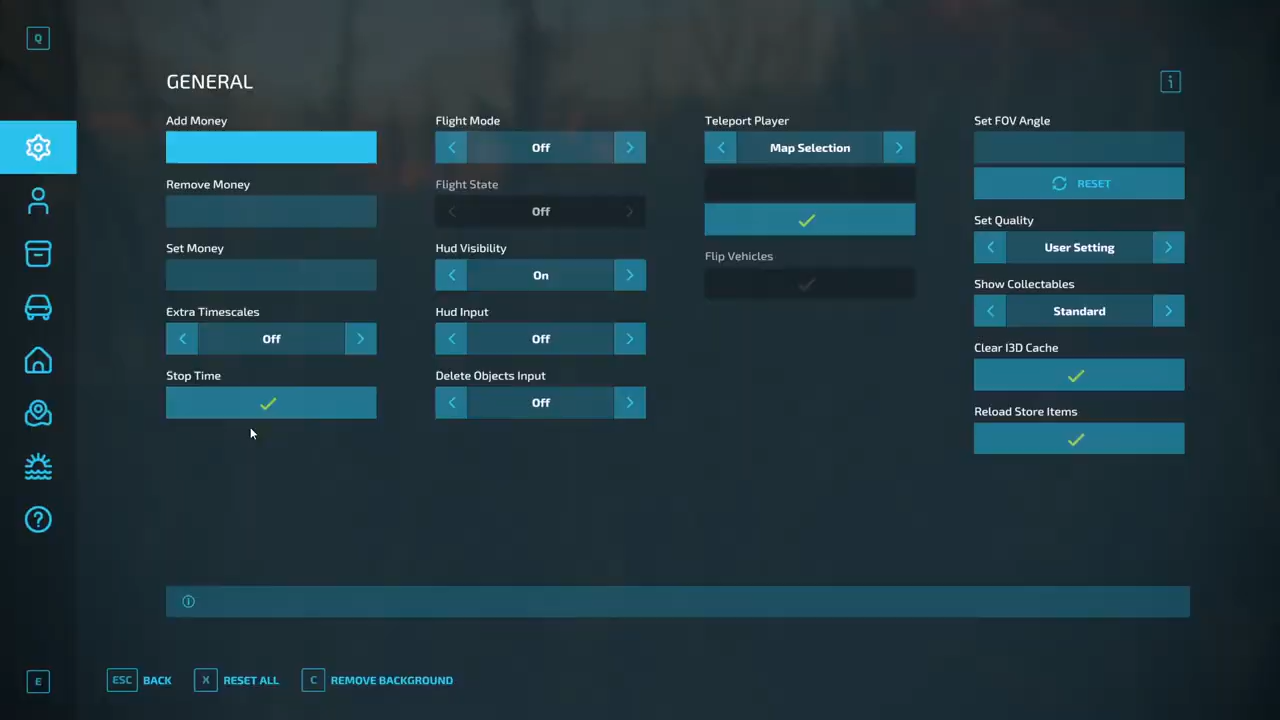 Q
GENERAL
i
Add Money
Remove Money
Set Money
Extra Timescales
Off
Stop Time
Flight Mode
Off
Flight State
Off
Hud Visibility
On
Hud Input
Off
Delete Objects Input
Off
Teleport Player
Map Selection
Flip Vehicles
Set FOV Angle
RESET
Set Quality
User Setting
Show Collectables
Standard
Clear I3D Cache
Reload Store Items
E
ESC BACK X RESET ALL C REMOVE BACKGROUND